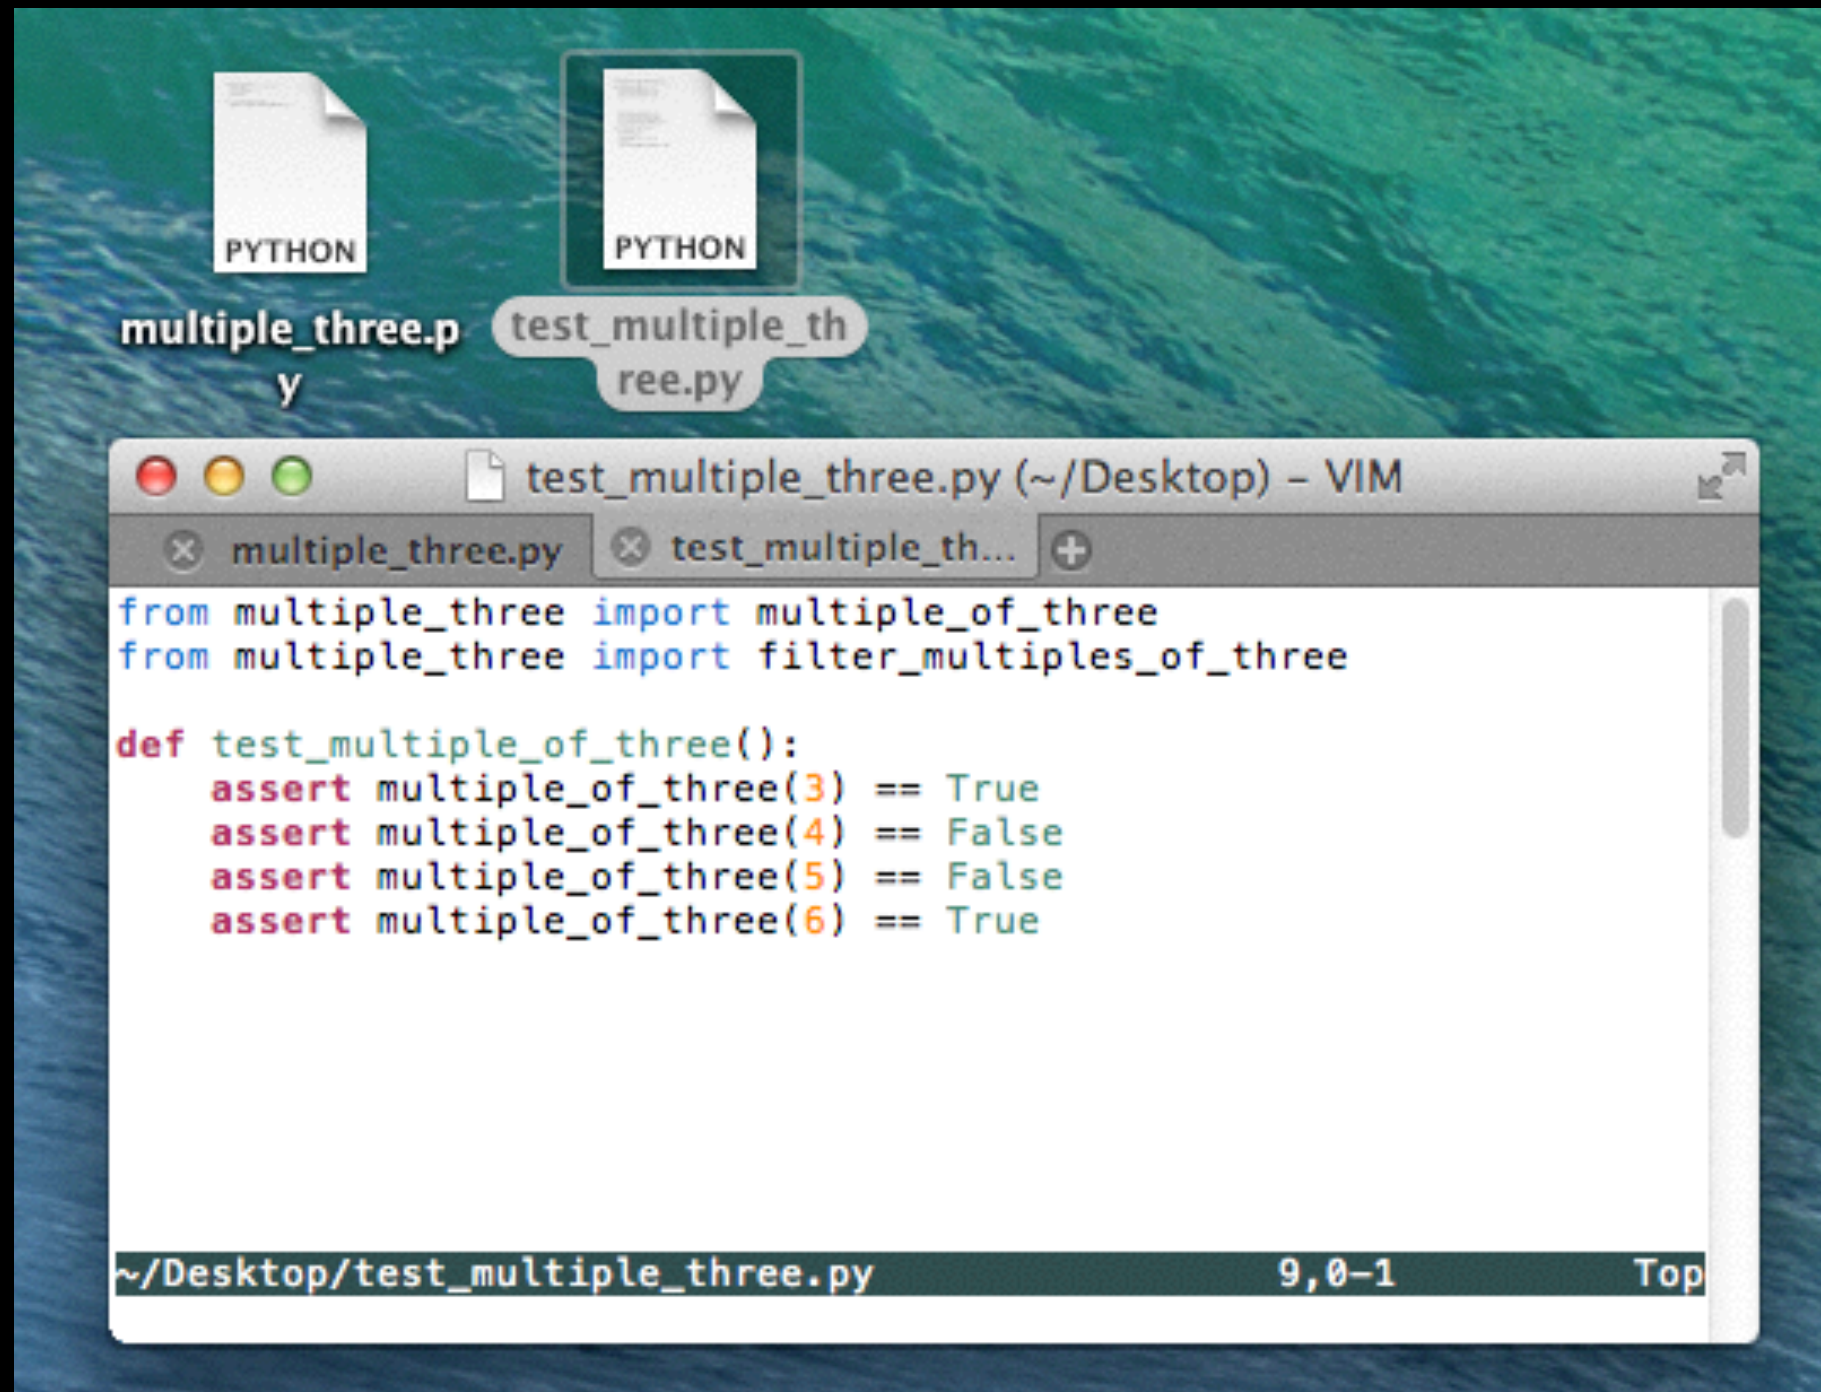 PYTHON
PYTHON
multiple_three.p
y
test_multiple_th
ree.py
test_multiple_three.py (~/Desktop) – VIM
multiple_three.py
test_multiple_th...
from multiple_three import multiple_of_three
from multiple_three import filter_multiples_of_three
def test_multiple_of_three():
    assert multiple_of_three(3) == True
    assert multiple_of_three(4) == False
    assert multiple_of_three(5) == False
    assert multiple_of_three(6) == True
~/Desktop/test_multiple_three.py 9,0-1 Top